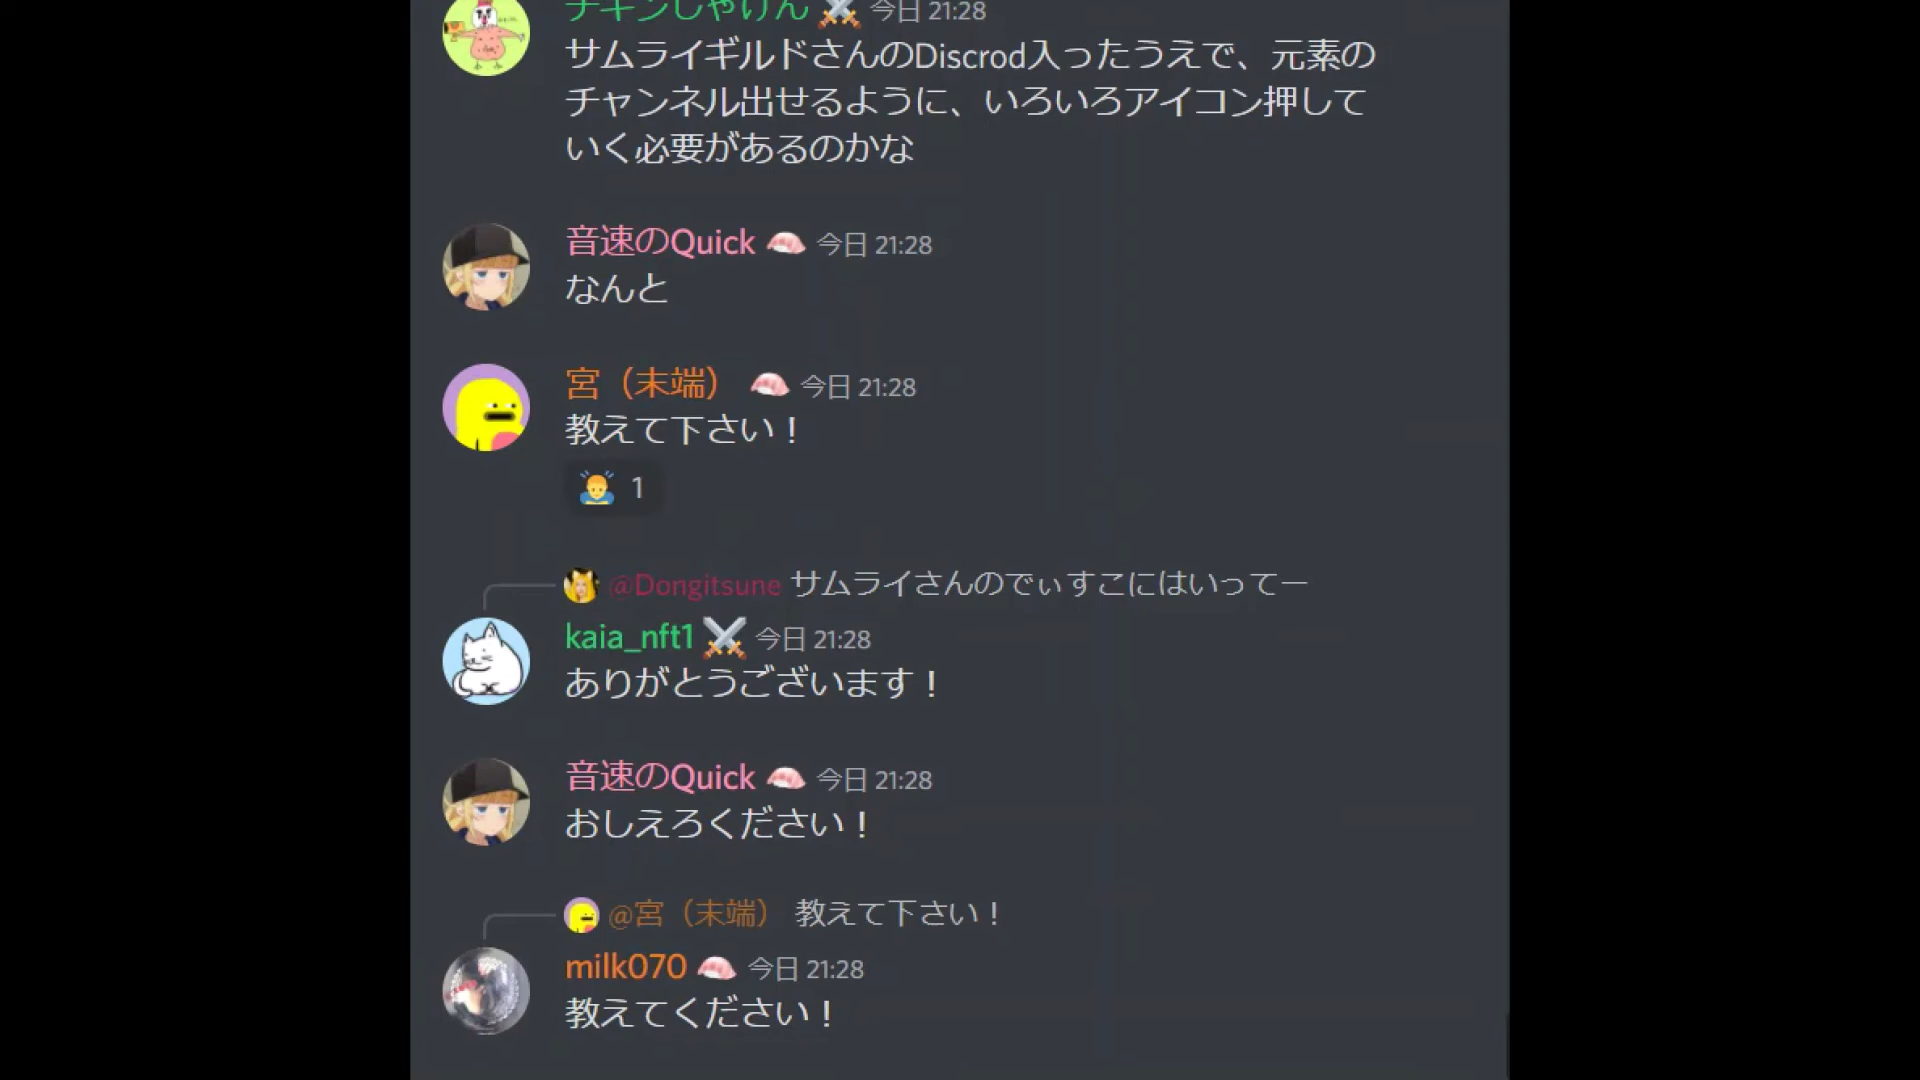 チキンしゃけん 今日 21:28
サムライギルドさんのDiscrod入ったうえで、元素の
チャンネル出せるように、いろいろアイコン押して
いく必要があるのかな
音速のQuick 今日 21:28
なんと
宮（末端） 今日 21:28
教えて下さい！
1
@Dongitsune サムライさんのでぃすこにはいってー
kaia_nft1 今日 21:28
ありがとうございます！
音速のQuick 今日 21:28
おしえろください！
@宮（末端） 教えて下さい！
milk070 今日 21:28
教えてください！